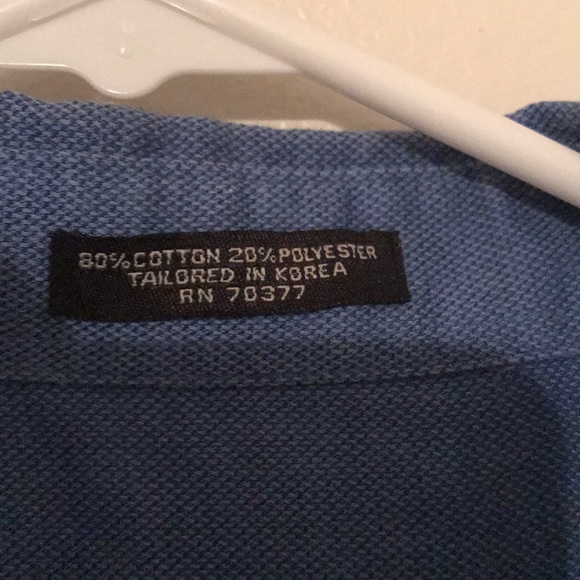 80% COTTON 20% POLYESTER
TAILORED IN KOREA
RN 70377